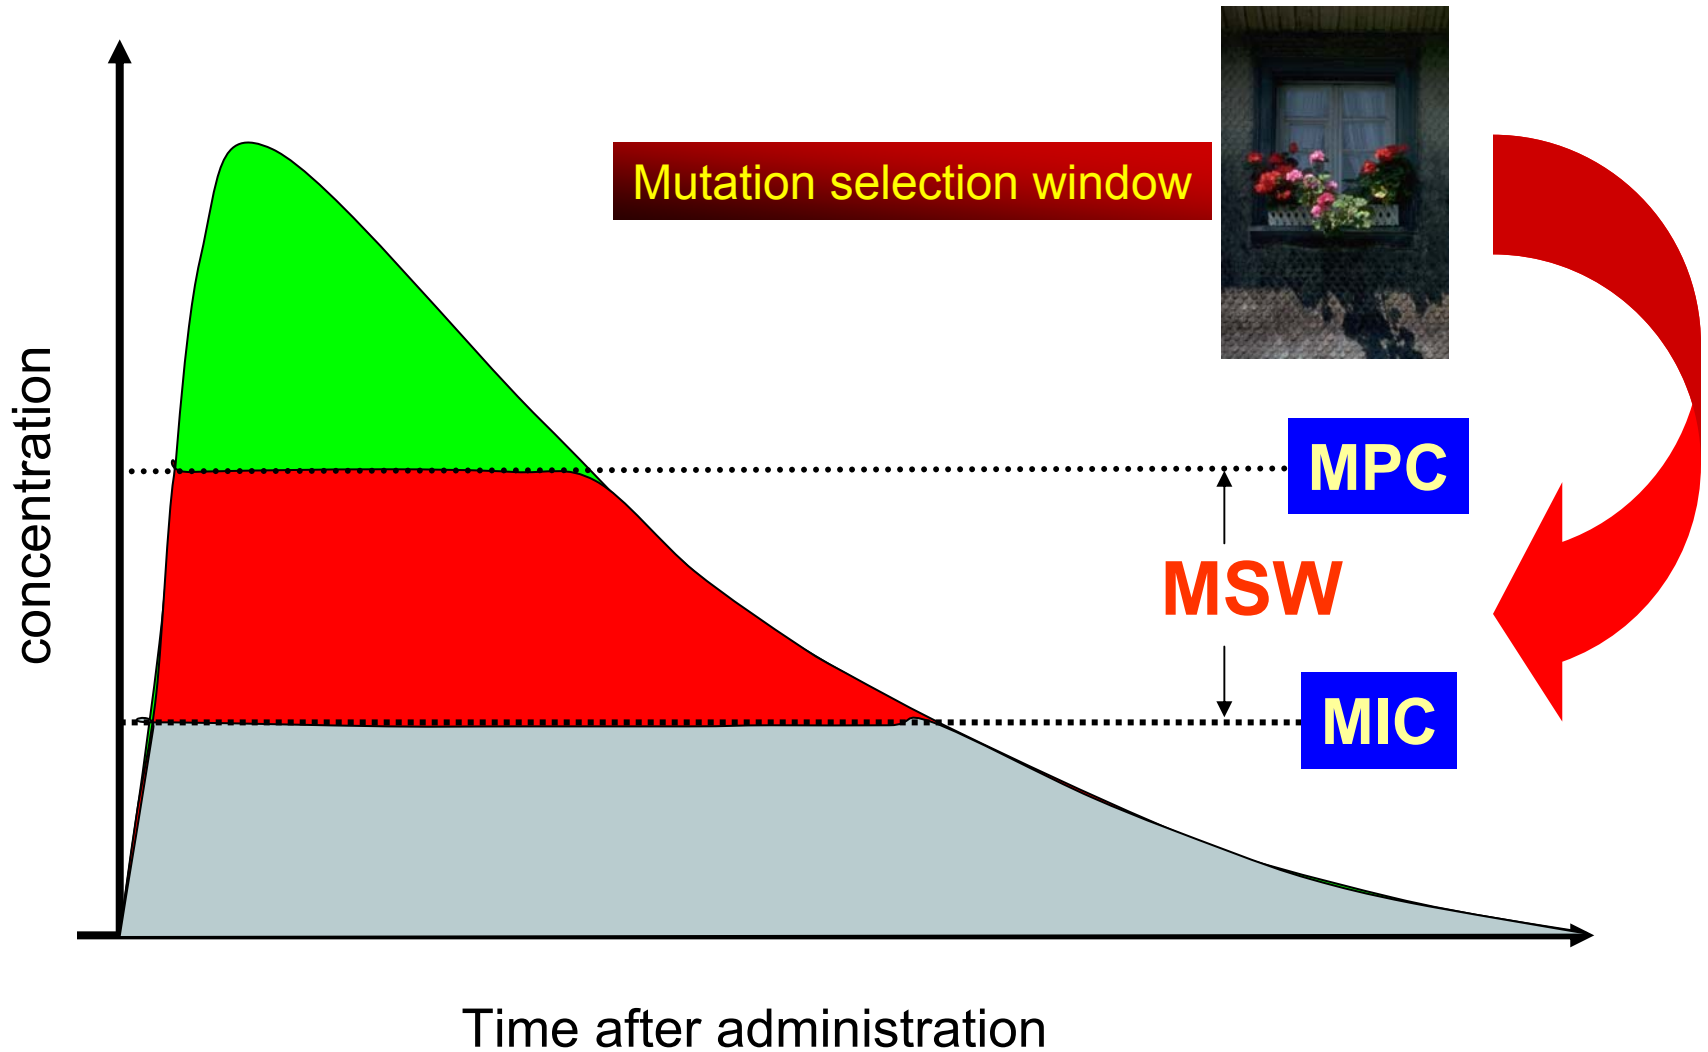 Mutation selection window
concentration
MPC
MSW
MIC
Time after administration